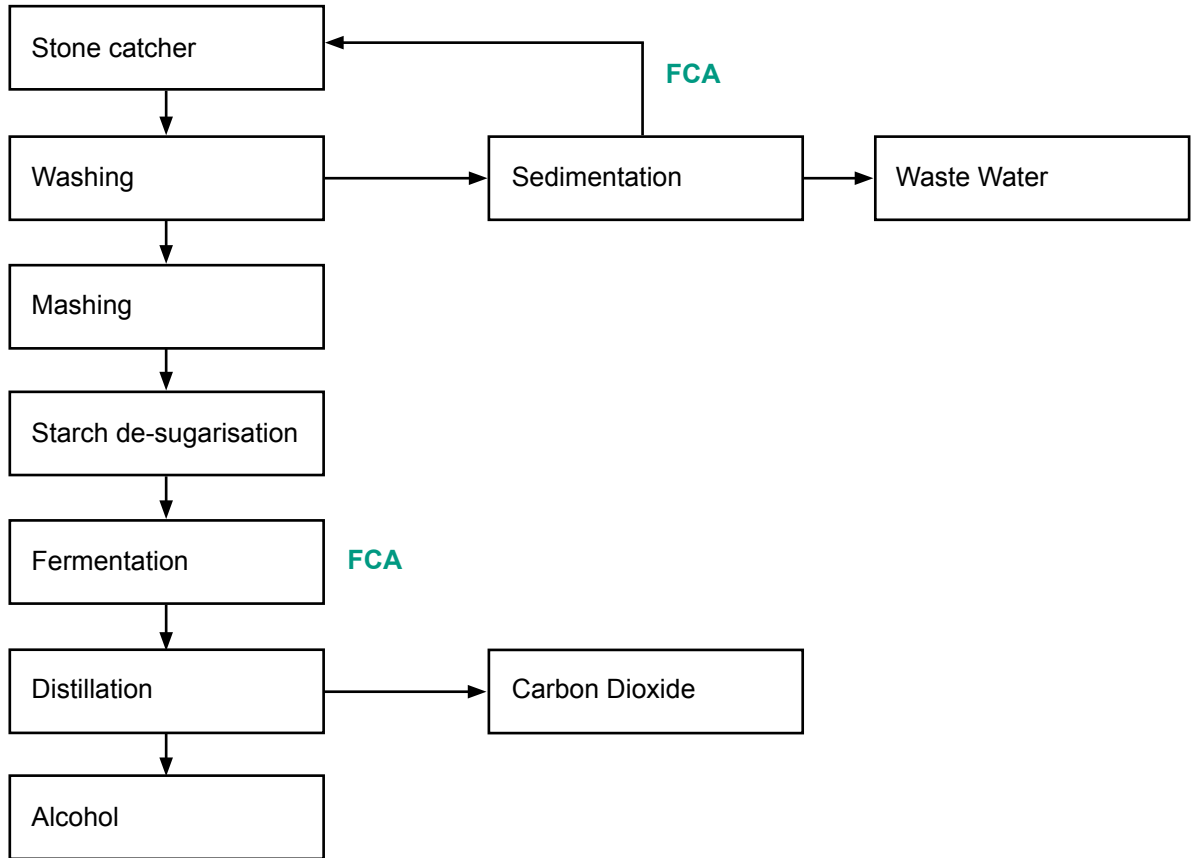 Stone catcher
FCA
Washing
Sedimentation
Waste Water
Mashing
Starch de-sugarisation
Fermentation
FCA
Distillation
Carbon Dioxide
Alcohol